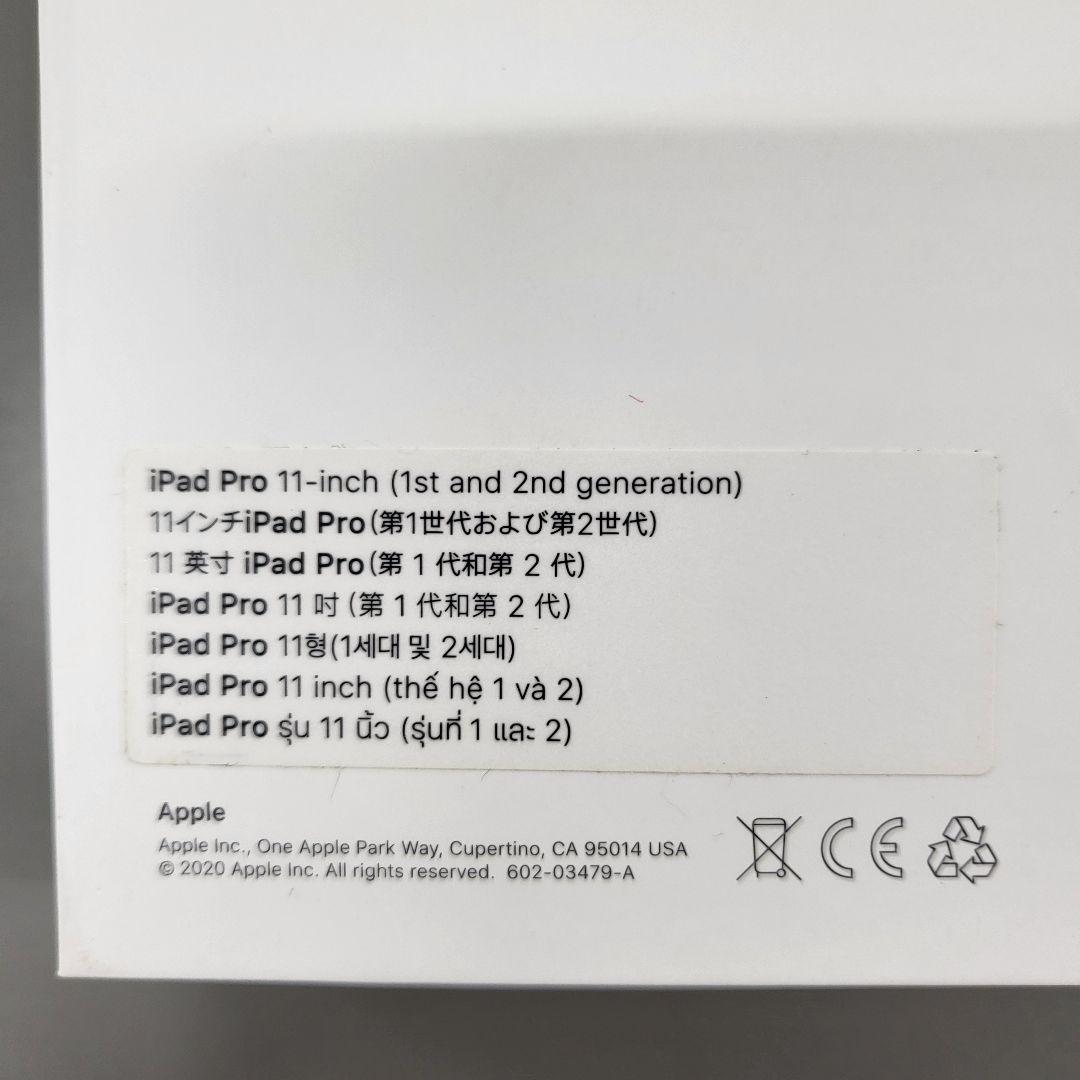 iPad Pro 11-inch (1st and 2nd generation)
11インチiPad Pro(第1世代および第2世代)
11 英寸 iPad Pro(第 1 代和第 2 代)
iPad Pro 11 吋 (第 1 代和第 2 代)
iPad Pro 11형(1세대 및 2세대)
iPad Pro 11 inch (thế hệ 1 và 2)
iPad Pro รุ่น 11 นิ้ว (รุ่นที่ 1 และ 2)
Apple
Apple Inc., One Apple Park Way, Cupertino, CA 95014 USA
© 2020 Apple Inc. All rights reserved. 602-03479-A
CE